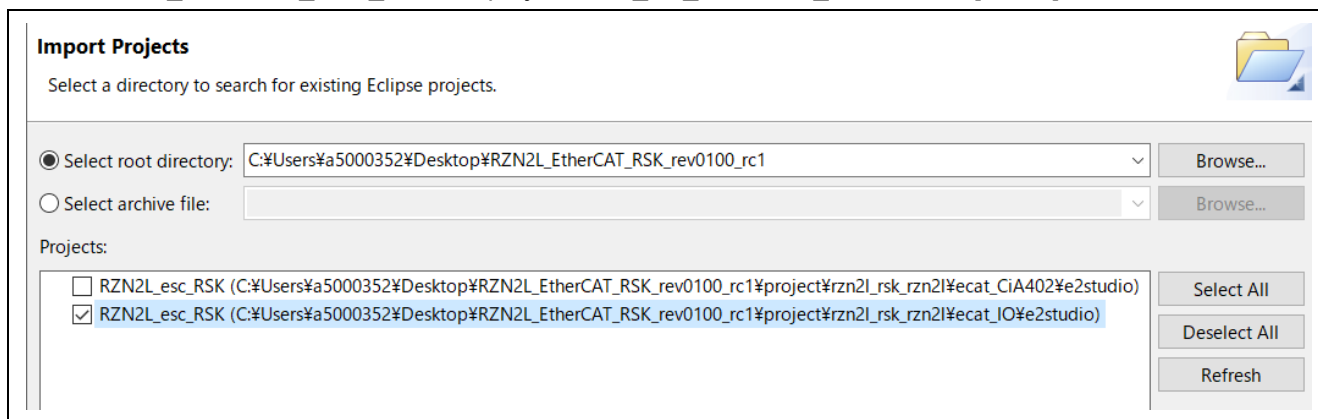 Import Projects
Select a directory to search for existing Eclipse projects.
Select root directory: C:¥Users¥a5000352¥Desktop¥RZN2L_EtherCAT_RSK_rev0100_rc1 Browse...
Select archive file: Browse...
Projects:
RZN2L_esc_RSK (C:¥Users¥a5000352¥Desktop¥RZN2L_EtherCAT_RSK_rev0100_rc1¥project¥rzn2l_rsk_rzn2l¥ecat_CiA402¥e2studio) Select All
RZN2L_esc_RSK (C:¥Users¥a5000352¥Desktop¥RZN2L_EtherCAT_RSK_rev0100_rc1¥project¥rzn2l_rsk_rzn2l¥ecat_IO¥e2studio)
Deselect All
Refresh